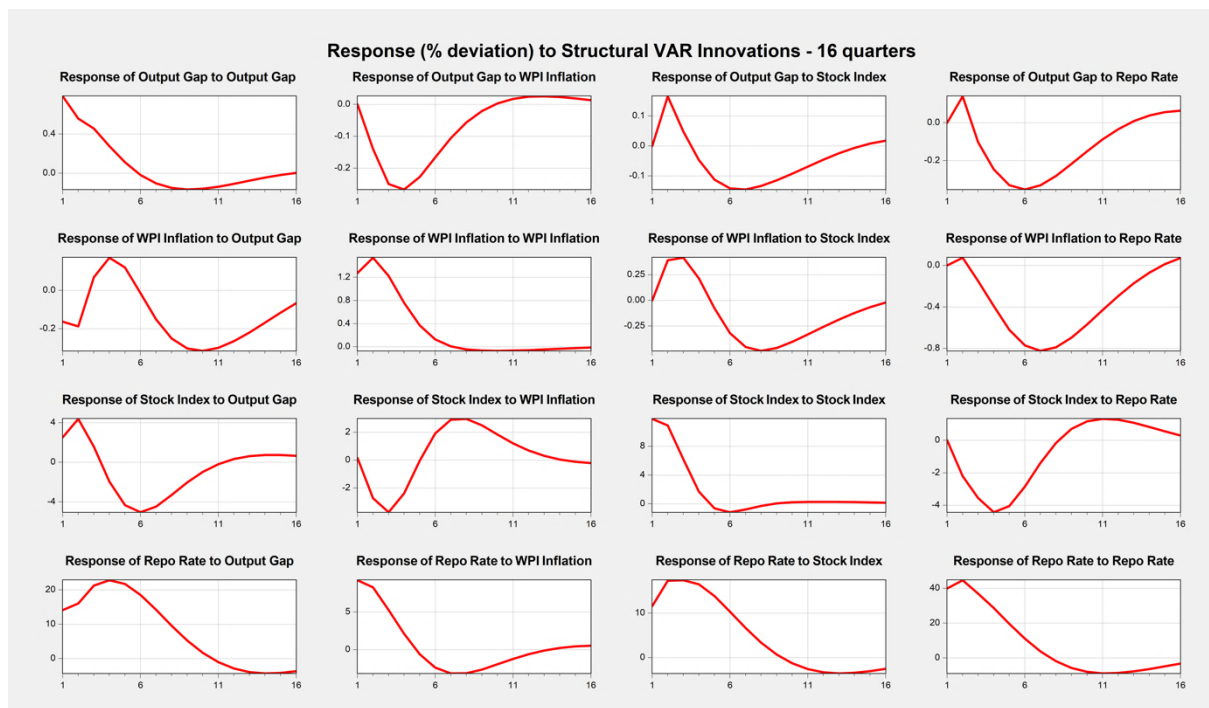 Response (% deviation) to Structural VAR Innovations - 16 quarters
Response of Output Gap to Output Gap
0.4
0.0
1 6 11 16
Response of Output Gap to WPI Inflation
0.0
-0.1
-0.2
1 6 11 16
Response of Output Gap to Stock Index
0.1
0.0
-0.1
1 6 11 16
Response of Output Gap to Repo Rate
0.0
-0.2
1 6 11 16
Response of WPI Inflation to Output Gap
0.0
-0.2
1 6 11 16
Response of WPI Inflation to WPI Inflation
1.2
0.8
0.4
0.0
1 6 11 16
Response of WPI Inflation to Stock Index
0.25
0.00
-0.25
1 6 11 16
Response of WPI Inflation to Repo Rate
0.0
-0.4
-0.8
1 6 11 16
Response of Stock Index to Output Gap
4
0
-4
1 6 11 16
Response of Stock Index to WPI Inflation
2
0
-2
1 6 11 16
Response of Stock Index to Stock Index
8
4
0
1 6 11 16
Response of Stock Index to Repo Rate
0
-2
-4
1 6 11 16
Response of Repo Rate to Output Gap
20
10
0
1 6 11 16
Response of Repo Rate to WPI Inflation
5
0
1 6 11 16
Response of Repo Rate to Stock Index
10
0
1 6 11 16
Response of Repo Rate to Repo Rate
40
20
0
1 6 11 16